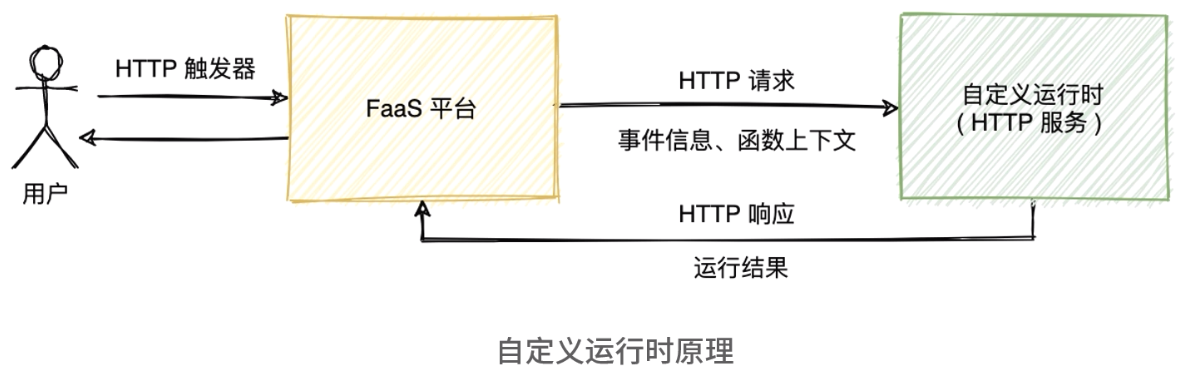 HTTP 触发器
用户
FaaS 平台
HTTP 请求
事件信息、函数上下文
自定义运行时
( HTTP 服务 )
HTTP 响应
运行结果
自定义运行时原理